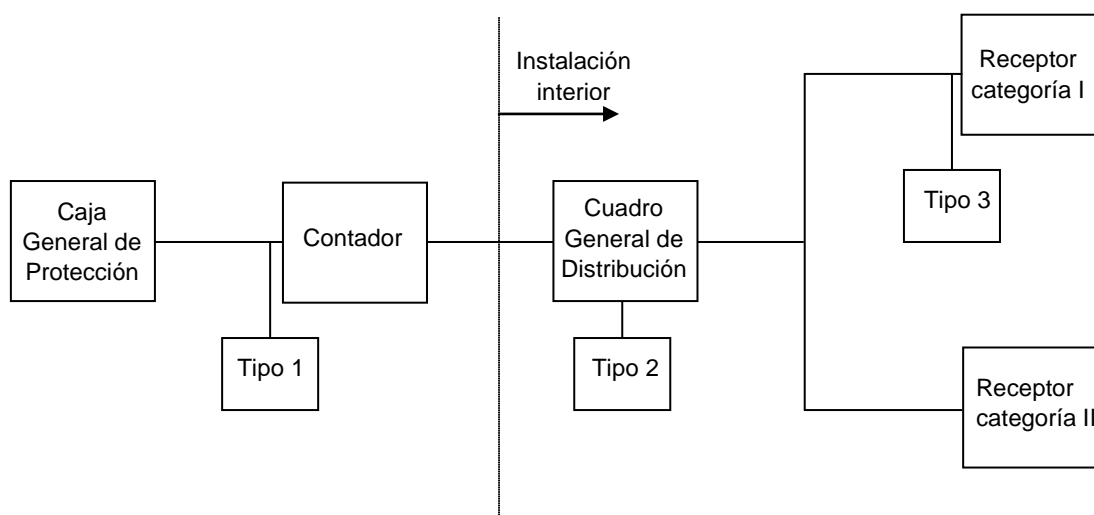 Instalación
interior
Receptor
categoría I
Caja
General de
Protección
Contador
Cuadro
General de
Distribución
Tipo 3
Tipo 1
Tipo 2
Receptor
categoría II